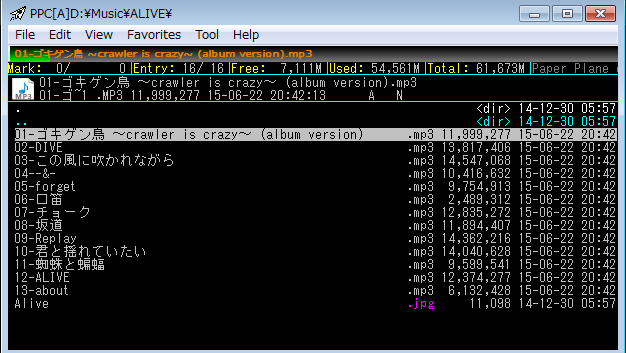 PPC[A]D:¥Music¥ALIVE¥
File Edit View Favorites Tool Help
01-ゴキゲン鳥 ～crawler is crazy～ (album version).mp3
Mark: 0/ 0 Entry: 16/ 16 Free: 7,111M Used: 54,561M Total: 61,673M Paper Plane
01-ゴキゲン鳥 ～crawler is crazy～ (album version).mp3
MP3 01-ゴ~1 .MP3 11,999,277 15-06-22 20:42:13 A N
. <dir> 14-12-30 05:57
.. <dir> 14-12-30 05:57
01-ゴキゲン鳥 ～crawler is crazy～ (album version) .mp3 11,999,277 15-06-22 20:42
02-DIVE .mp3 13,817,406 15-06-22 20:42
03-この風に吹かれながら .mp3 14,547,068 15-06-22 20:42
04--&- .mp3 10,416,632 15-06-22 20:42
05-forget .mp3 9,754,913 15-06-22 20:42
06-口笛 .mp3 2,489,312 15-06-22 20:42
07-チョーク .mp3 12,835,272 15-06-22 20:42
08-坂道 .mp3 11,894,407 15-06-22 20:42
09-Replay .mp3 14,362,216 15-06-22 20:42
10-君と揺れていたい .mp3 14,040,628 15-06-22 20:42
11-蜘蛛と蝙蝠 .mp3 9,593,541 15-06-22 20:42
12-ALIVE .mp3 12,374,277 15-06-22 20:42
13-about .mp3 6,132,428 15-06-22 20:42
Alive .jpg 11,098 14-12-30 05:57